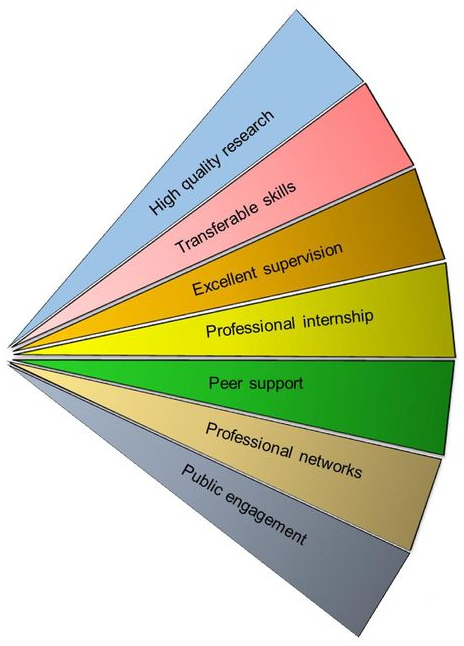 High quality research
Transferable skills
Excellent supervision
Professional internship
Peer support
Professional networks
Public engagement